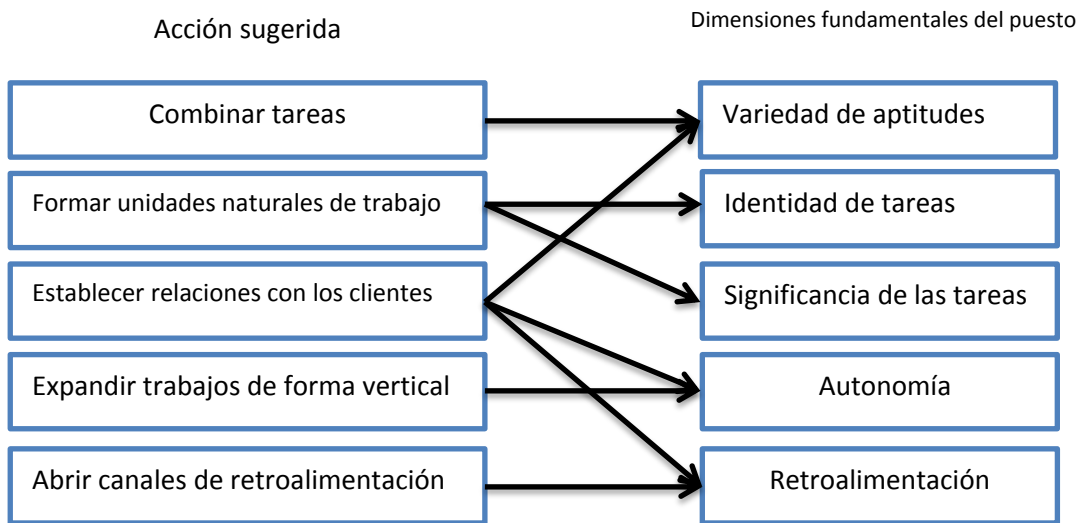 Acción sugerida
Dimensiones fundamentales del puesto
Combinar tareas
Variedad de aptitudes
Formar unidades naturales de trabajo
Identidad de tareas
Establecer relaciones con los clientes
Significancia de las tareas
Expandir trabajos de forma vertical
Autonomía
Abrir canales de retroalimentación
Retroalimentación